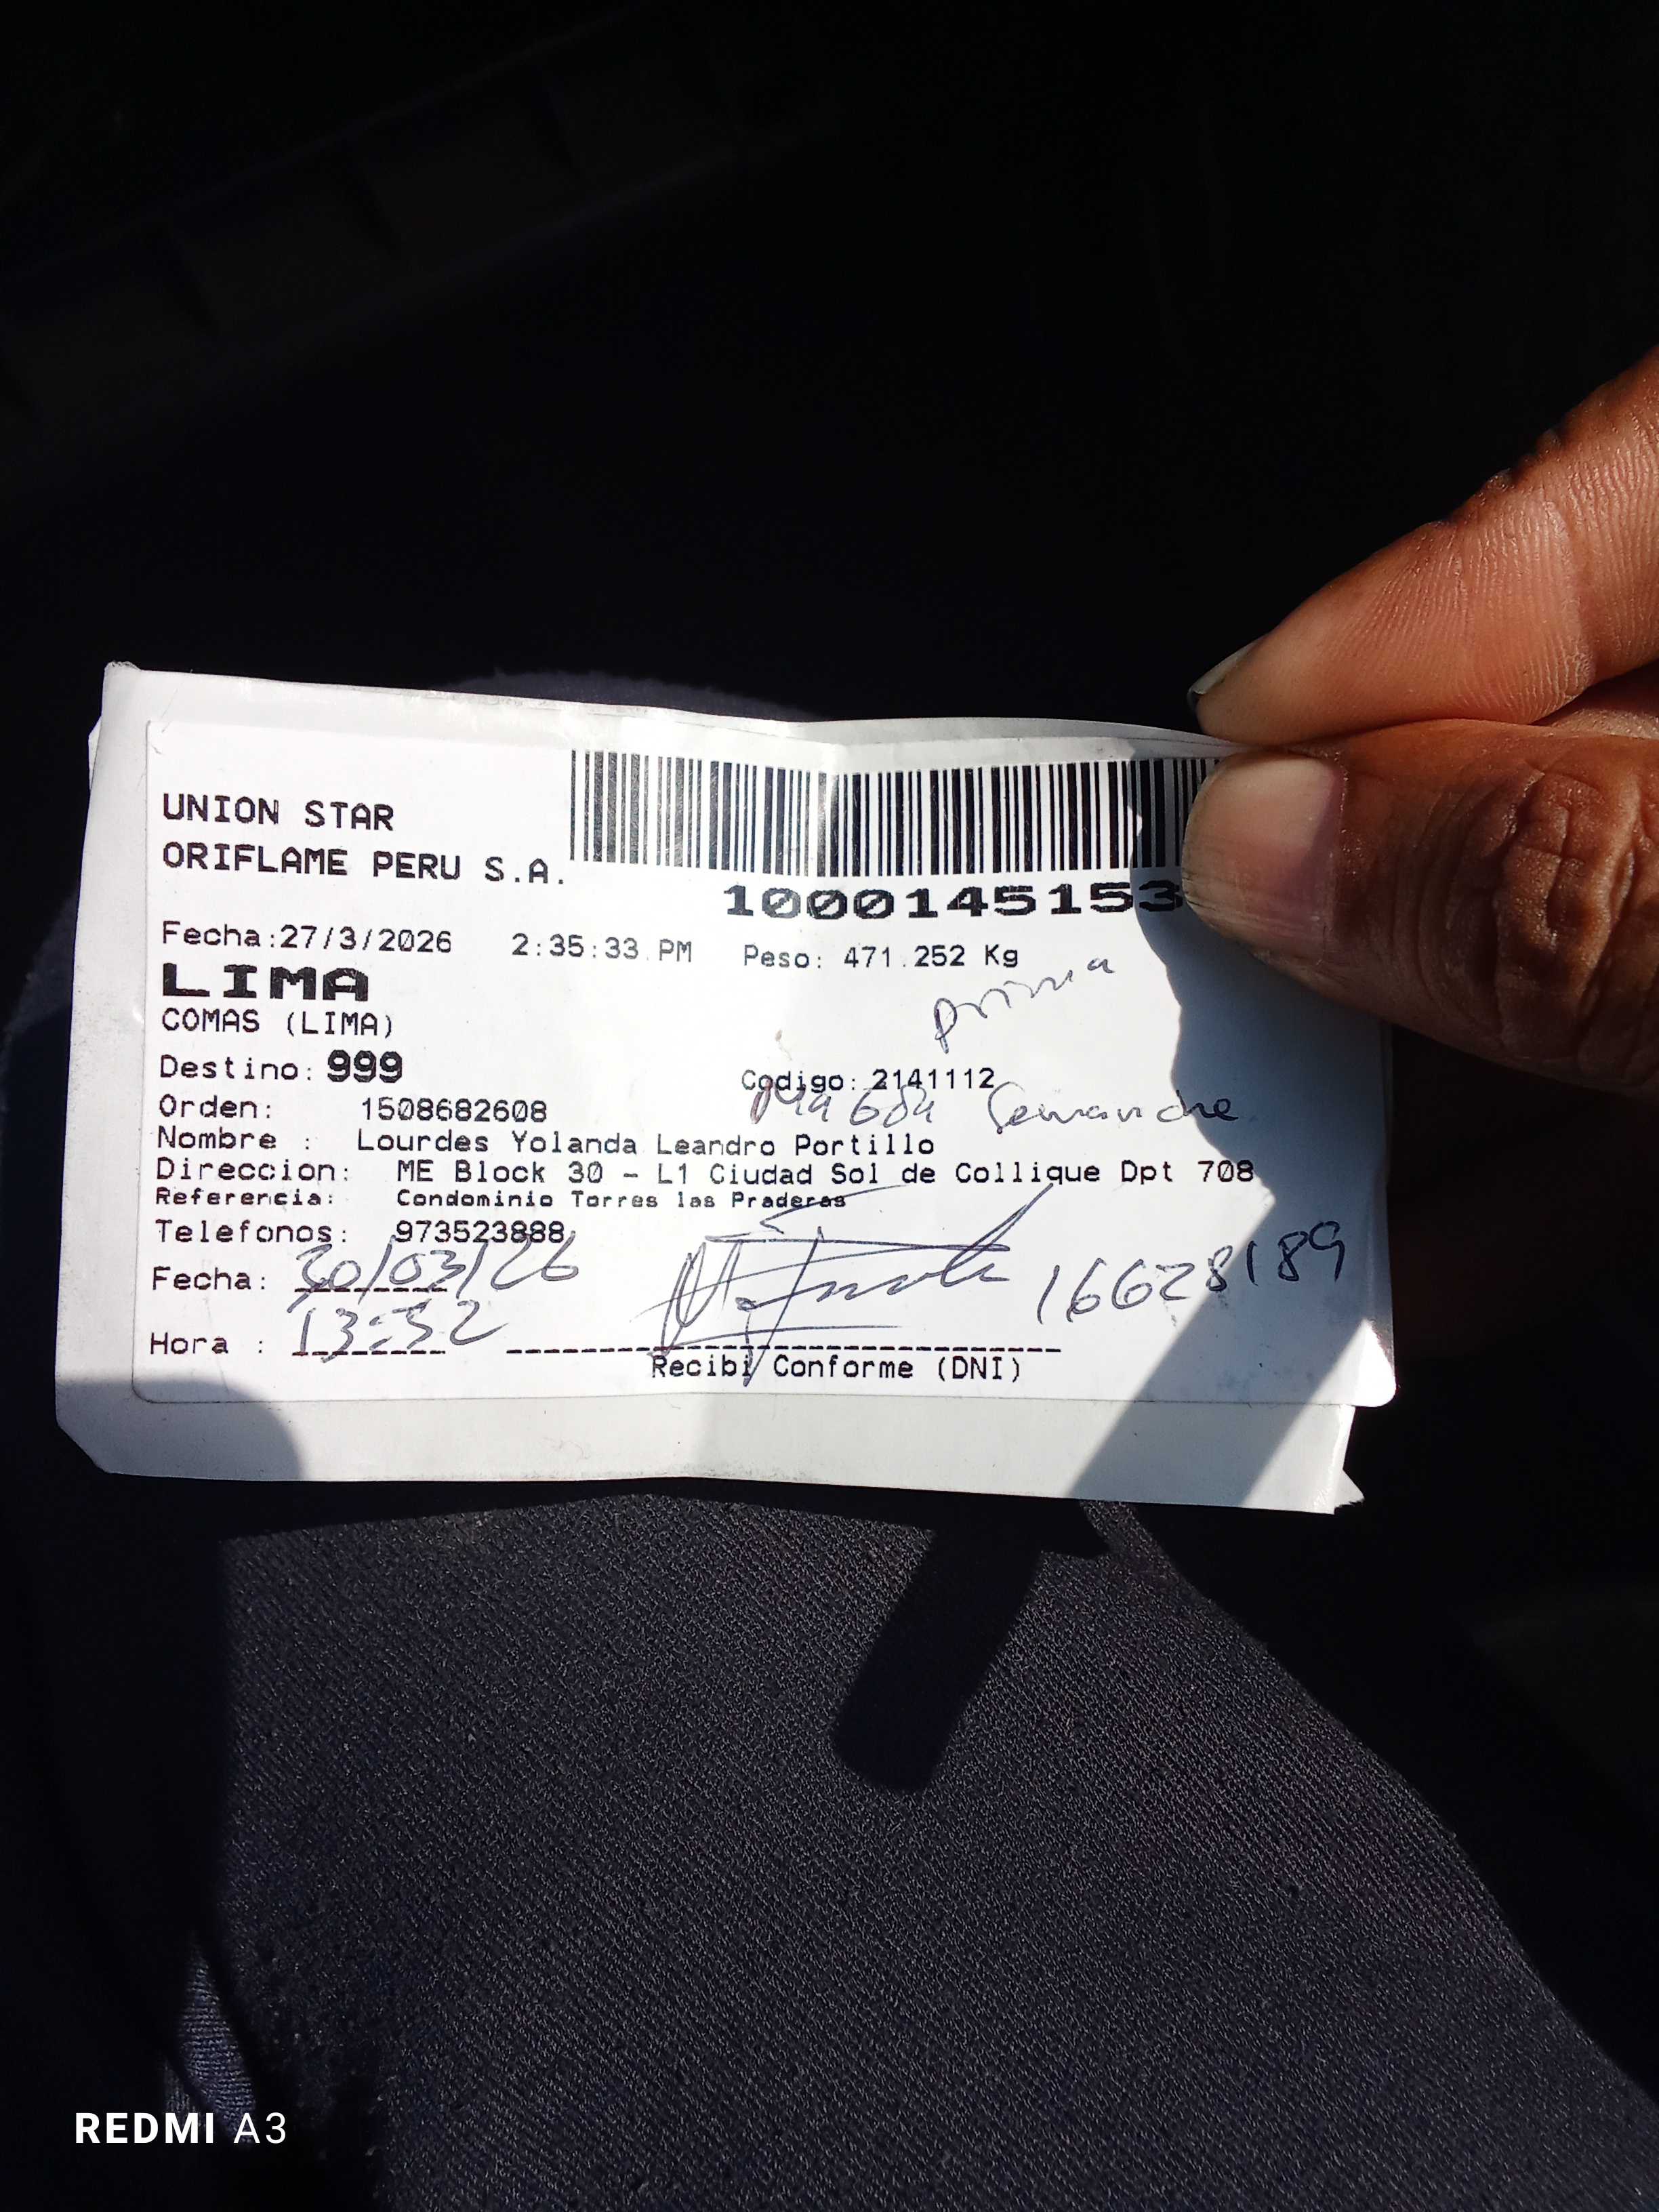 UNION STAR
ORIFLAME PERU S.A.
1000145153
Fecha:27/3/2026 2:35:33 PM Peso: 471.252 Kg
LIMA
prima
COMAS (LIMA)
Destino: 999
Codigo: 2141112
Orden: 1508682608
Nombre : Lourdes Yolanda Leandro Portillo
Direccion: ME Block 30 - L1 Ciudad Sol de Collique Dpt 708
Referencia: Condominio Torres las Praderas
Telefonos: 973523888
Fecha: 30/03/26
16628189
Hora : 13:52
Recibi Conforme (DNI)
REDMI A3